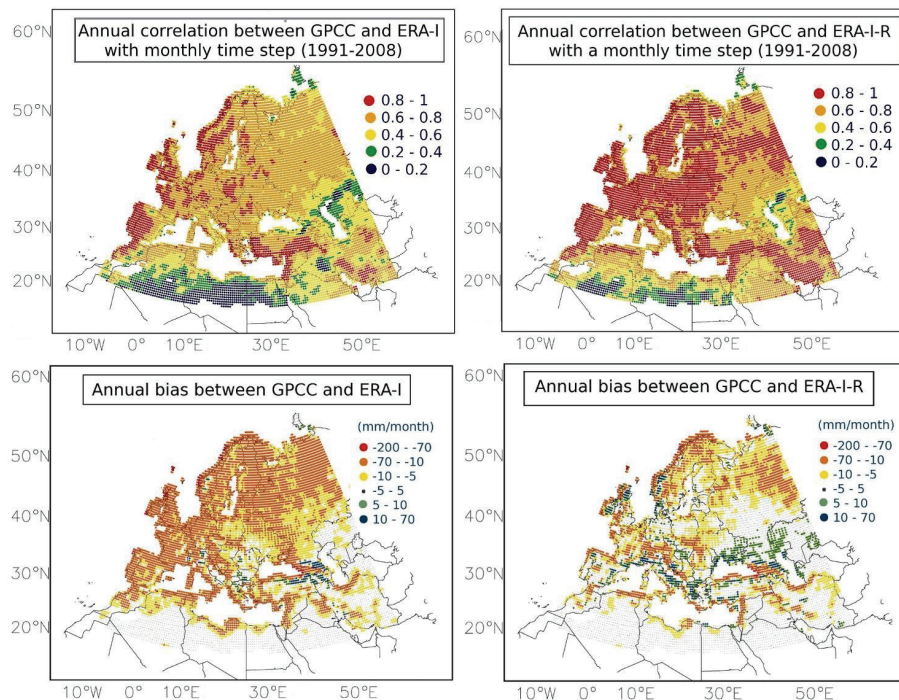 Annual correlation between GPCC and ERA-I
with monthly time step (1991-2008)
60°N
50°N
40°N
30°N
20°N
0.8 - 1
0.6 - 0.8
0.4 - 0.6
0.2 - 0.4
0 - 0.2
10°W 0° 10°E 30°E 50°E
Annual correlation between GPCC and ERA-I-R
with a monthly time step (1991-2008)
60°N
50°N
40°N
30°N
20°N
0.8 - 1
0.6 - 0.8
0.4 - 0.6
0.2 - 0.4
0 - 0.2
10°W 0° 10°E 30°E 50°E
Annual bias between GPCC and ERA-I
(mm/month)
50°N
40°N
30°N
20°N
-200 - -70
-70 - -10
-10 - -5
-5 - 5
5 - 10
10 - 70
10°W 0° 10°E 30°E 50°E
Annual bias between GPCC and ERA-I-R
(mm/month)
50°N
40°N
30°N
20°N
-200 - -70
-70 - -10
-10 - -5
-5 - 5
5 - 10
10 - 70
10°W 0° 10°E 30°E 50°E